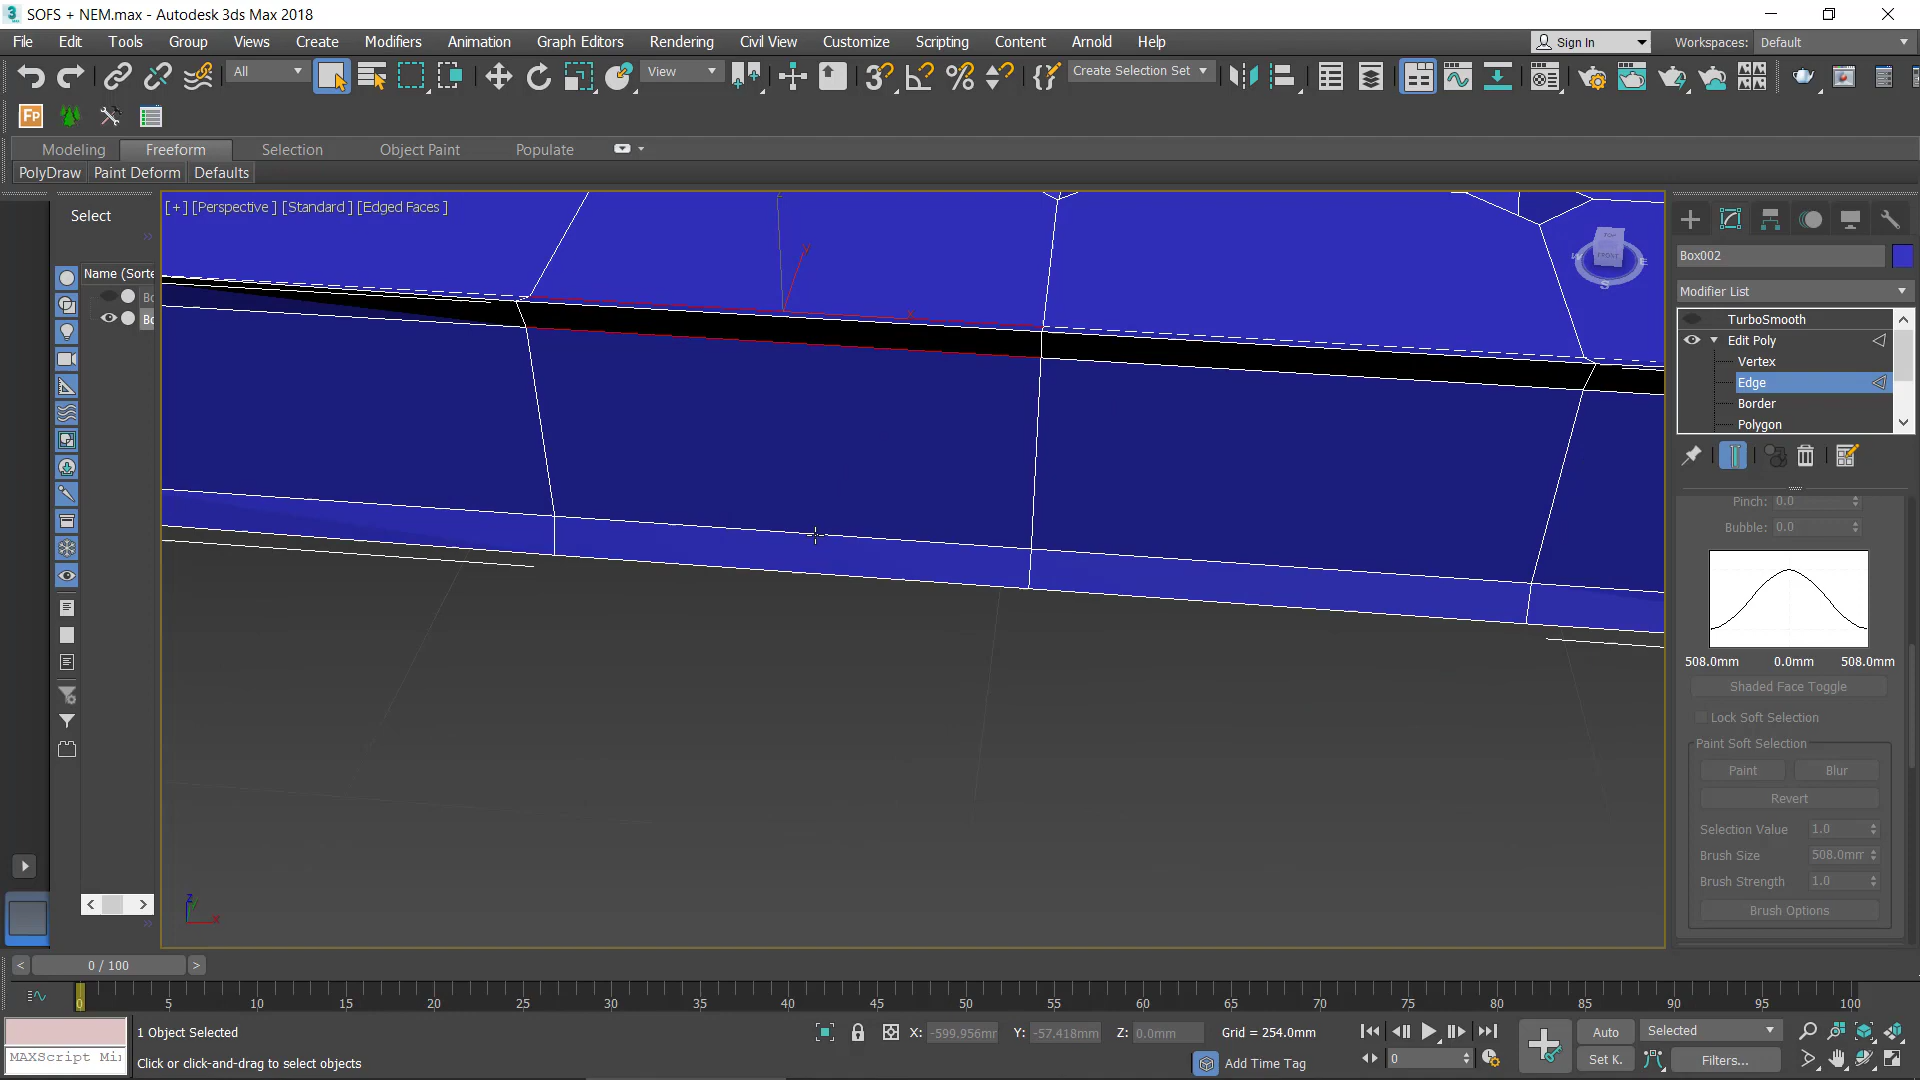 SOFS + NEM.max - Autodesk 3ds Max 2018
File Edit Tools Group Views Create Modifiers Animation Graph Editors Rendering Civil View Customize Scripting Content Arnold Help
Sign In
Workspaces: Default
All
View
Create Selection Set
Modeling Freeform Selection Object Paint Populate
PolyDraw Paint Deform Defaults
Select
Name (Sorte
Bo
Bo
[+] [Perspective ] [Standard ] [Edged Faces ]
y
x
TOP
FRONT
W
E
S
z
x
Box002
Modifier List
TurboSmooth
Edit Poly
Vertex
Edge
Border
Polygon
Pinch: 0.0
Bubble: 0.0
508.0mm 0.0mm 508.0mm
Shaded Face Toggle
Lock Soft Selection
Paint Soft Selection
Paint Blur
Revert
Selection Value 1.0
Brush Size 508.0mm
Brush Strength 1.0
Brush Options
< 0 / 100 >
0 5 10 15 20 25 30 35 40 45 50 55 60 65 70 75 80 85 90 95 100
1 Object Selected
X: -599.956mm Y: -57.418mm Z: 0.0mm Grid = 254.0mm
Auto Selected
MAXScript Mi
Click or click-and-drag to select objects
Add Time Tag
0
Set K. Filters...